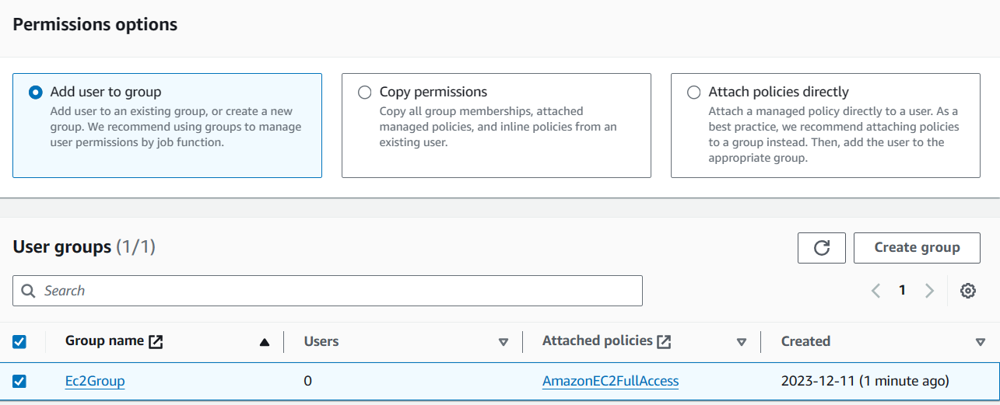 Permissions options
Add user to group
Add user to an existing group, or create a new
group. We recommend using groups to manage
user permissions by job function.
Copy permissions
Copy all group memberships, attached
managed policies, and inline policies from an
existing user.
Attach policies directly
Attach a managed policy directly to a user. As a
best practice, we recommend attaching policies
to a group instead. Then, add the user to the
appropriate group.
User groups (1/1)
Create group
Search
1
Group name Users Attached policies Created
Ec2Group 0 AmazonEC2FullAccess 2023-12-11 (1 minute ago)